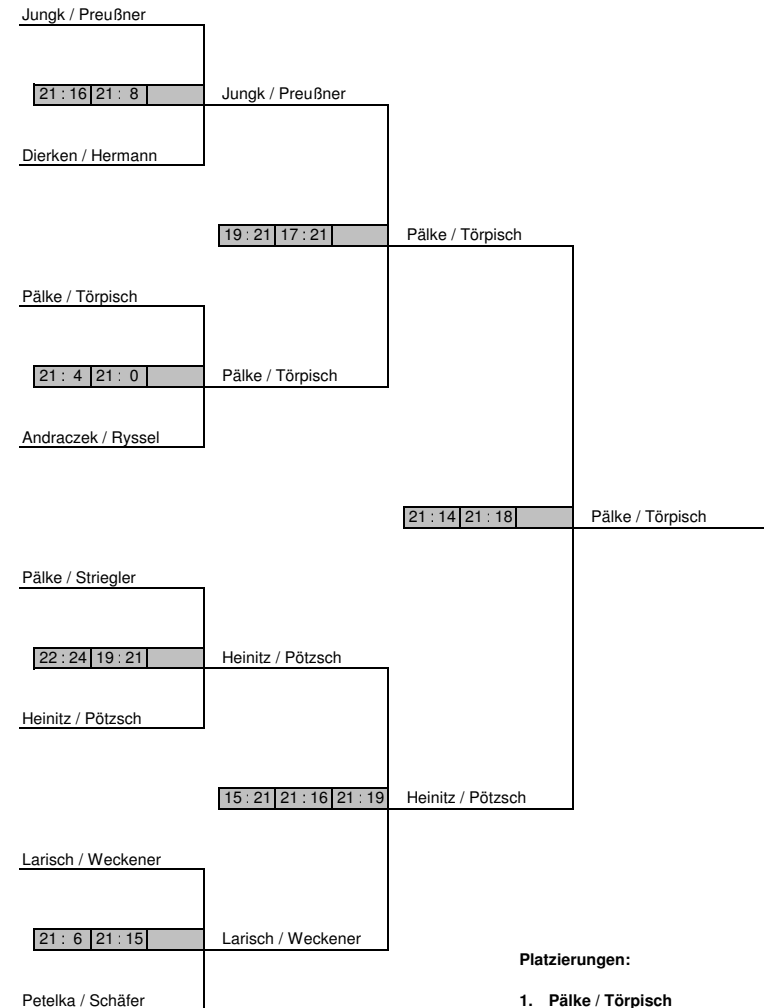 Jungk / Preußner
21 : 16 21 : 8 Jungk / Preußner
Dierken / Hermann
19 : 21 17 : 21 Pälke / Törpisch
Pälke / Törpisch
21 : 4 21 : 0 Pälke / Törpisch
Andraczek / Ryssel
21 : 14 21 : 18 Pälke / Törpisch
Pälke / Striegler
22 : 24 19 : 21 Heinitz / Pötzsch
Heinitz / Pötzsch
15 : 21 21 : 16 21 : 19 Heinitz / Pötzsch
Larisch / Weckener
21 : 6 21 : 15 Larisch / Weckener
Platzierungen:
Petelka / Schäfer 1. Pälke / Törpisch